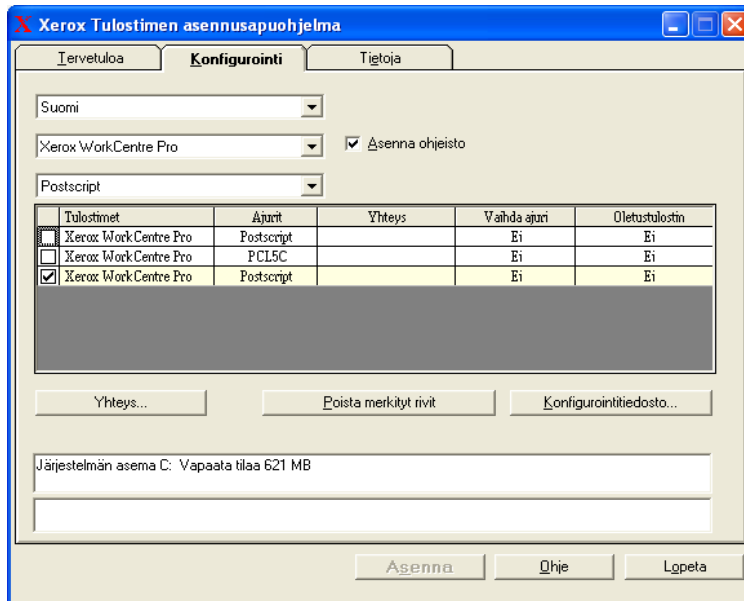 Xerox Tulostimen asennusapuohjelma
Tervetuloa Konfigurointi Tietoja
Suomi
Xerox WorkCentre Pro Asenna ohjeisto
Postscript
Tulostimet Ajurit Yhteys Vaihda ajuri Oletustulostin
Xerox WorkCentre Pro Postscript Ei Ei
Xerox WorkCentre Pro PCL5C Ei Ei
Xerox WorkCentre Pro Postscript Ei Ei
Yhteys... Poista merkityt rivit Konfigurointitiedosto...
Järjestelmän asema C: Vapaata tilaa 621 MB
Asenna Ohje Lopeta